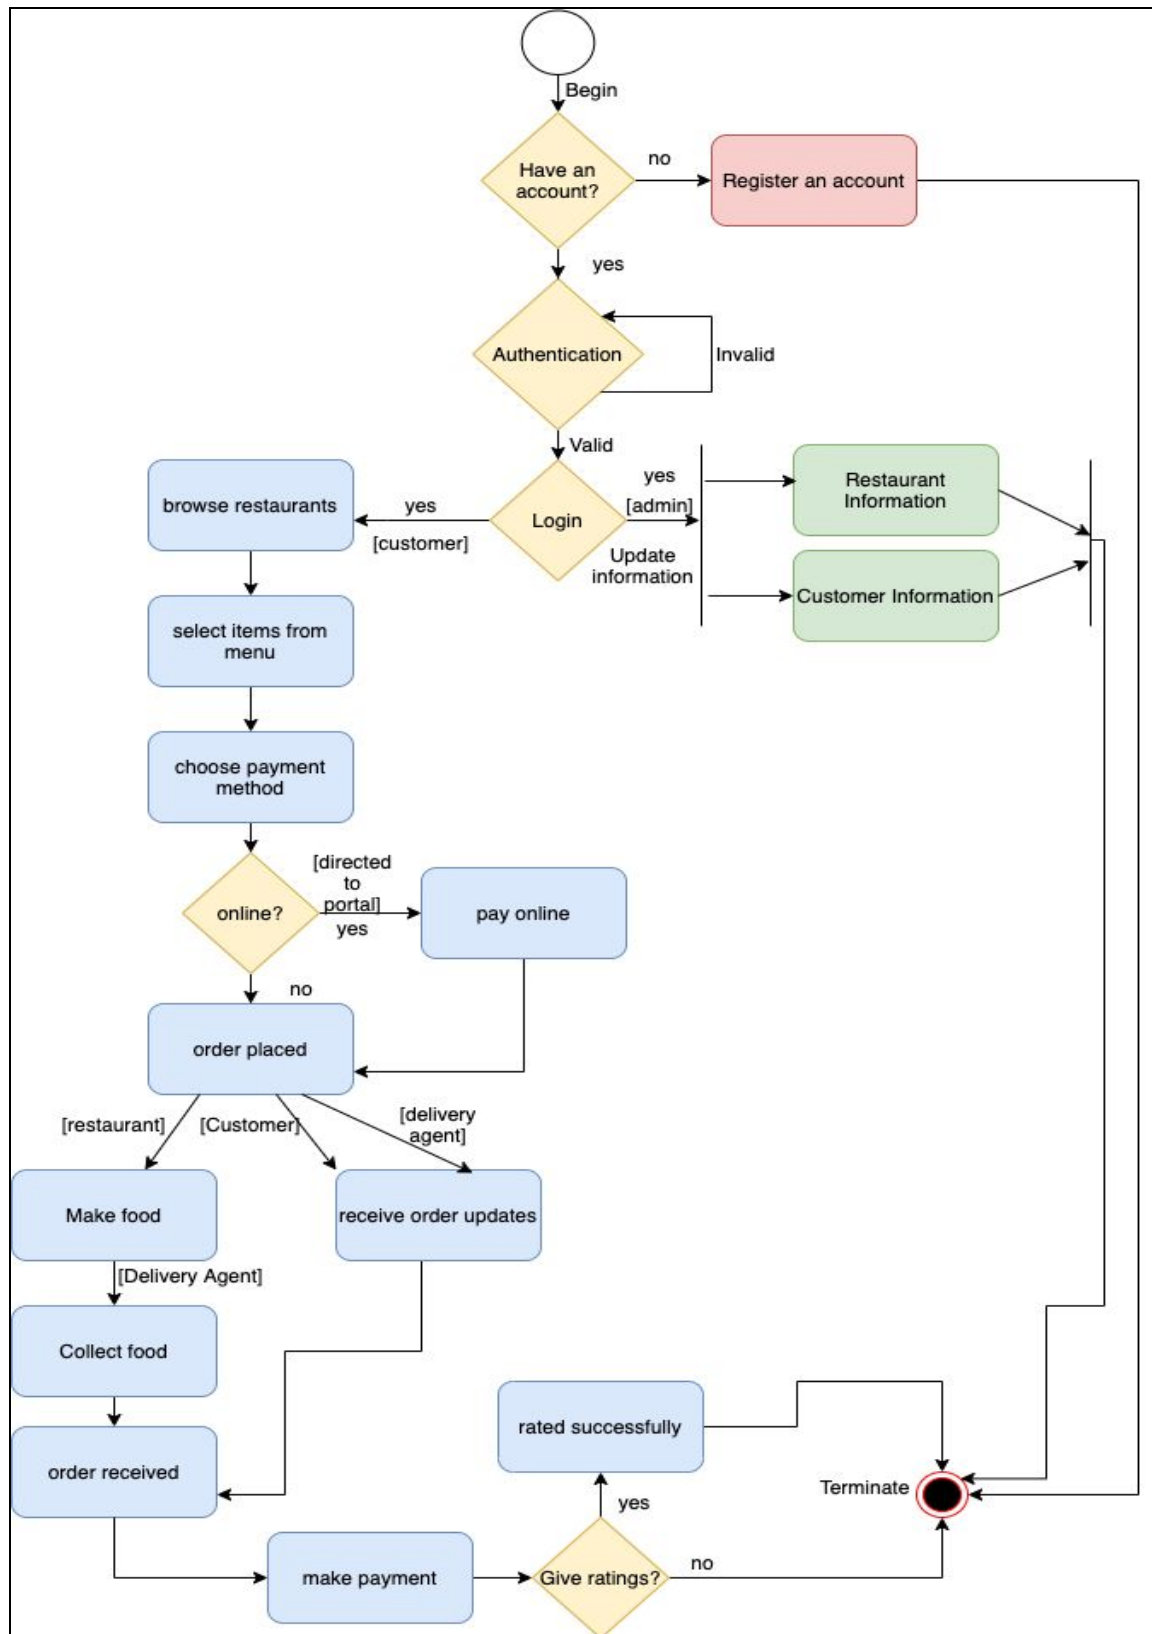 Begin
Have an
account?
no
Register an account
yes
Authentication
Invalid
Valid
browse restaurants
yes
[customer]
Login
yes
[admin]
Update
information
Restaurant
Information
Customer Information
select items from
menu
choose payment
method
online?
[directed
to
portal]
yes
pay online
no
order placed
[restaurant]
[Customer]
[delivery
agent]
Make food
receive order updates
[Delivery Agent]
Collect food
order received
rated successfully
Terminate
yes
make payment
Give ratings?
no